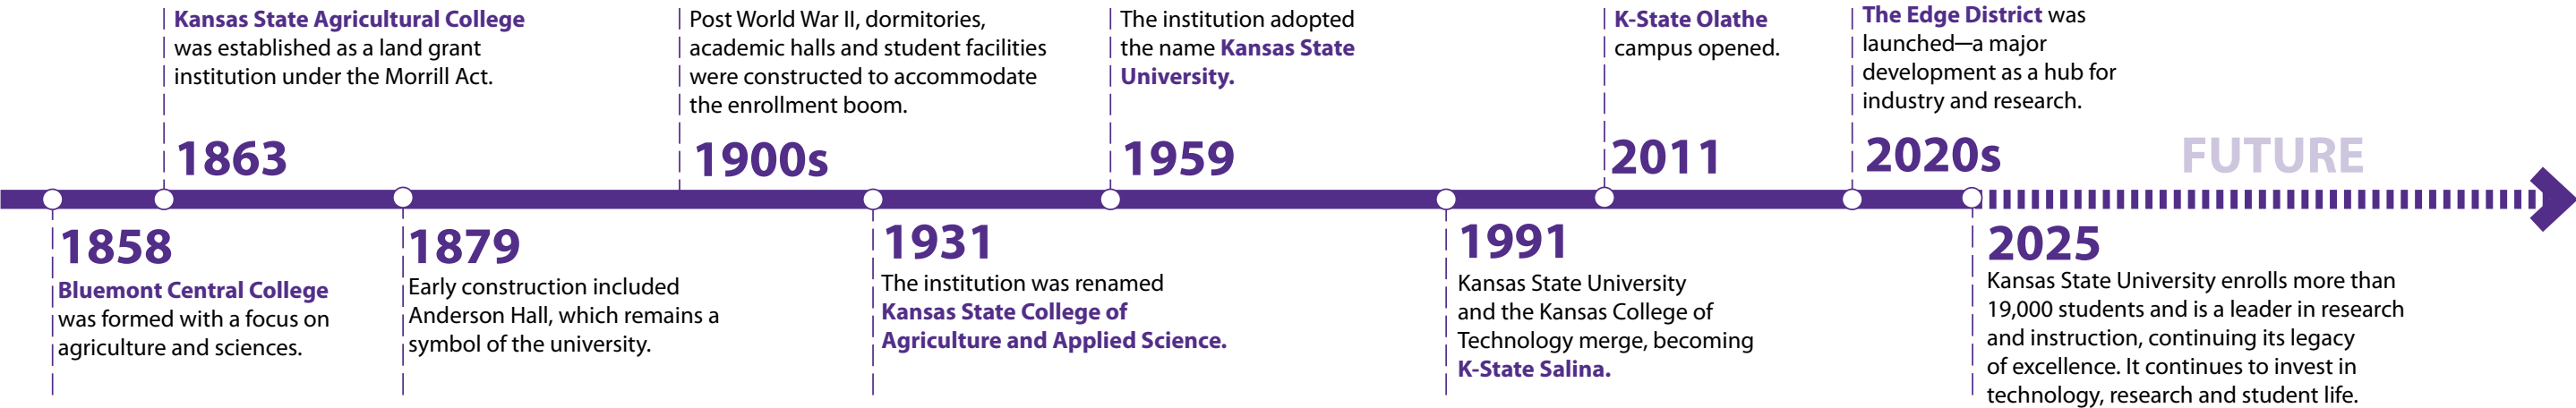 Kansas State Agricultural College
was established as a land grant
institution under the Morrill Act.
1863
Post World War II, dormitories,
academic halls and student facilities
were constructed to accommodate
the enrollment boom.
1900s
The institution adopted
the name Kansas State
University.
1959
K-State Olathe
campus opened.
2011
The Edge District was
launched—a major
development as a hub for
industry and research.
2020s
FUTURE
1858
Bluemont Central College
was formed with a focus on
agriculture and sciences.
1879
Early construction included
Anderson Hall, which remains a
symbol of the university.
1931
The institution was renamed
Kansas State College of
Agriculture and Applied Science.
1991
Kansas State University
and the Kansas College of
Technology merge, becoming
K-State Salina.
2025
Kansas State University enrolls more than
19,000 students and is a leader in research
and instruction, continuing its legacy
of excellence. It continues to invest in
technology, research and student life.